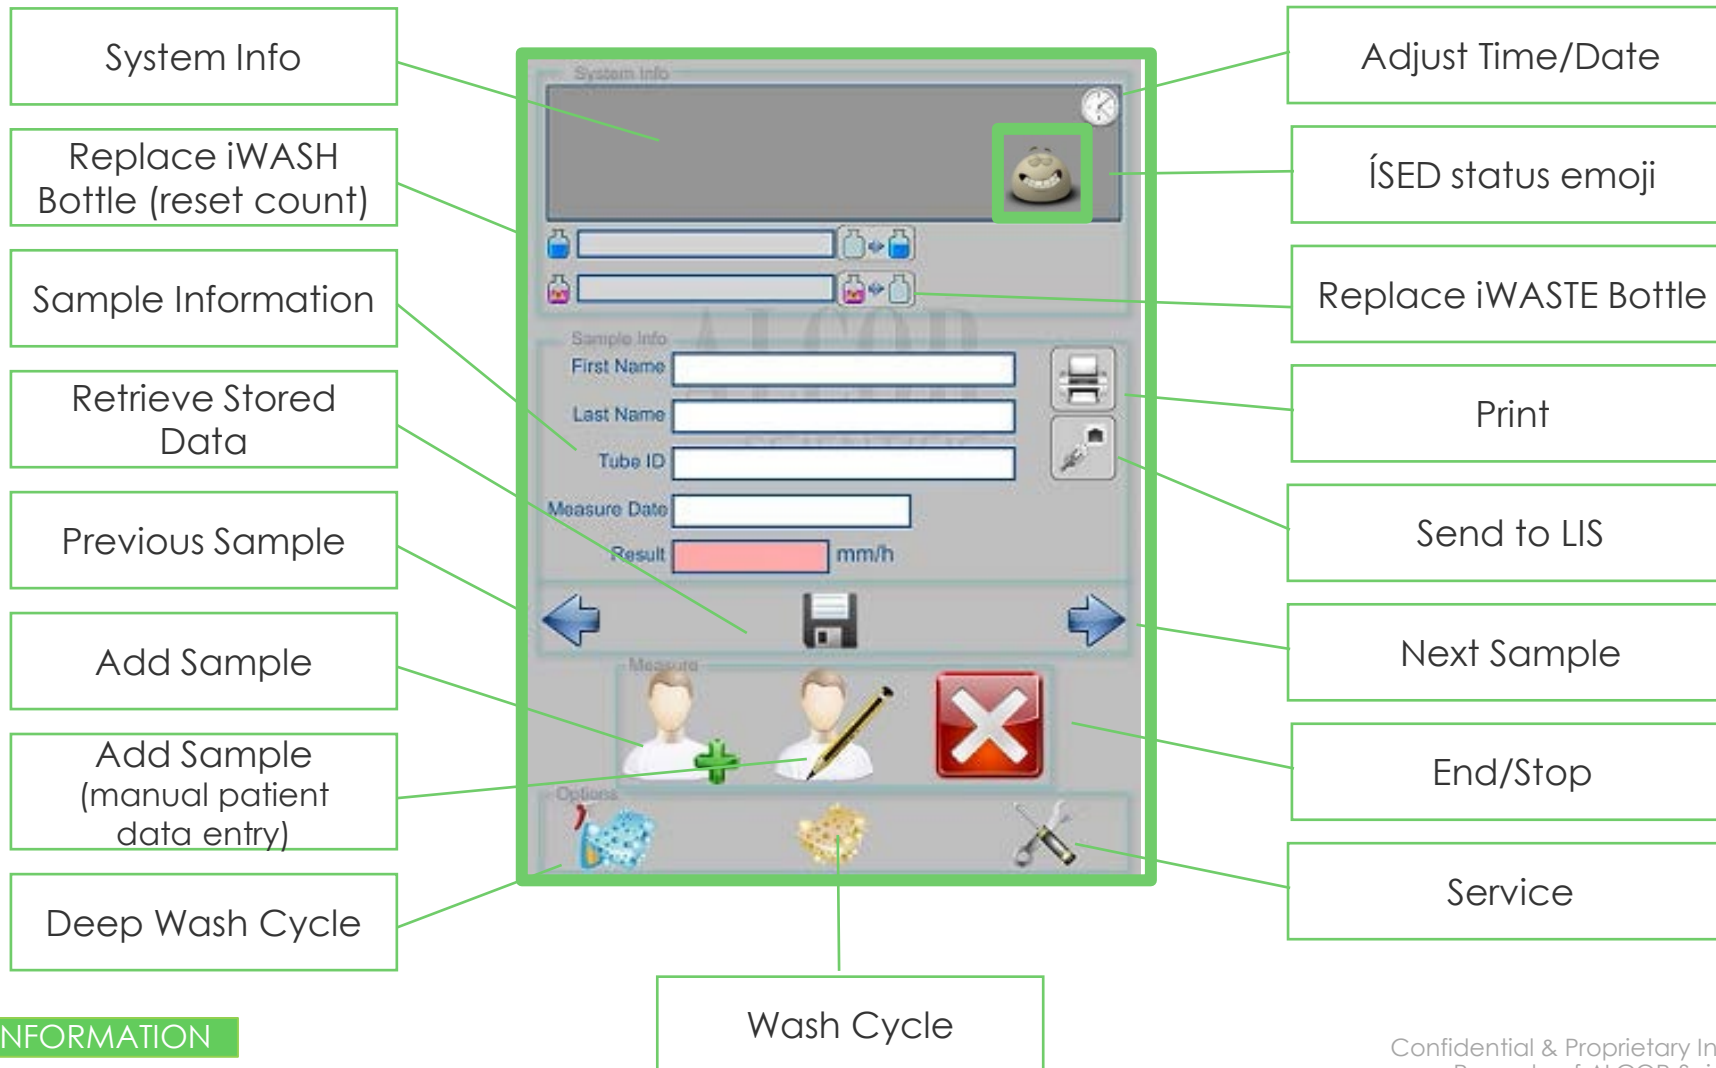 System Info
Replace iWASH
Bottle (reset count)
Sample Information
Retrieve Stored
Data
Previous Sample
Add Sample
Add Sample
(manual patient
data entry)
Deep Wash Cycle
System Info
ALCOR
SCIENTIFIC
Sample Info
First Name
Last Name
Tube ID
Measure Date
Result
mm/h
Measure
Options
Wash Cycle
Adjust Time/Date
ÍSED status emoji
Replace iWASTE Bottle
Print
Send to LIS
Next Sample
End/Stop
Service
NFORMATION
Confidential & Proprietary In